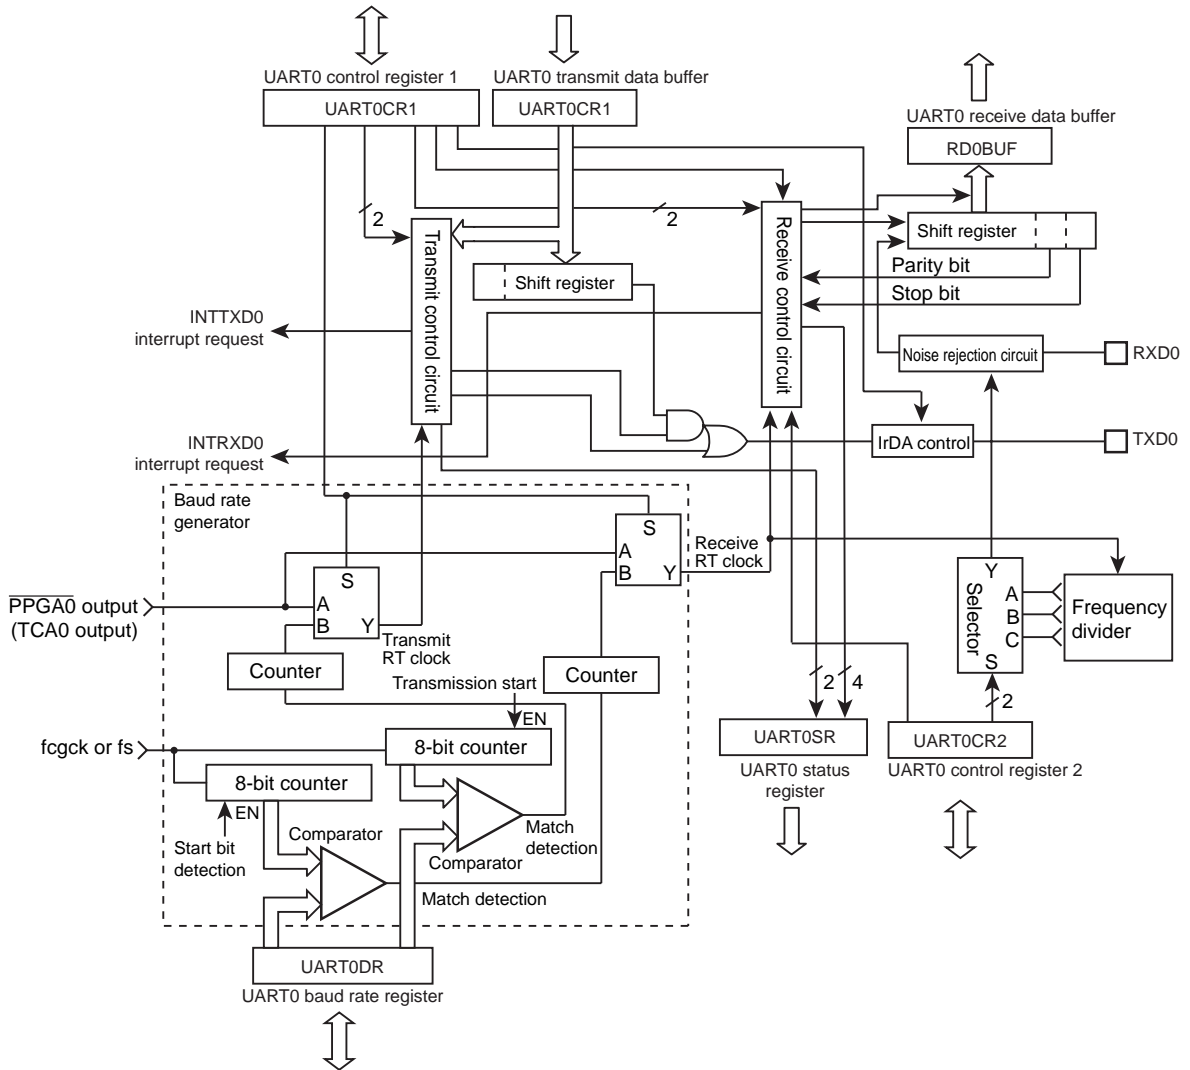 UART0 control register 1
UART0CR1
UART0 transmit data buffer
UART0CR1
UART0 receive data buffer
RD0BUF
2
2
Transmit control circuit
Receive control circuit
Shift register
Shift register
Parity bit
Stop bit
INTTXD0
interrupt request
Noise rejection circuit
RXD0
INTRXD0
interrupt request
IrDA control
TXD0
Baud rate
generator
S
A
B
Y
Receive
RT clock
S
A
B
Y
PPGA0 output
(TCA0 output)
Transmit
RT clock
Selector
Y
A
B
C
S
Frequency
divider
Counter
Counter
Transmission start
EN
2
4
2
fcgck or fs
8-bit counter
8-bit counter
EN
Start bit
detection
Comparator
Comparator
Match
detection
Match detection
UART0SR
UART0 status
register
UART0CR2
UART0 control register 2
UART0DR
UART0 baud rate register